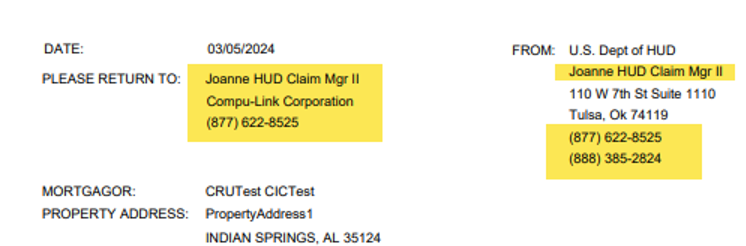 DATE: 03/05/2024
PLEASE RETURN TO: Joanne HUD Claim Mgr II
Compu-Link Corporation
(877) 622-8525
FROM: U.S. Dept of HUD
Joanne HUD Claim Mgr II
110 W 7th St Suite 1110
Tulsa, Ok 74119
(877) 622-8525
(888) 385-2824
MORTGAGOR: CRUTest CICTest
PROPERTY ADDRESS: PropertyAddress1
INDIAN SPRINGS, AL 35124